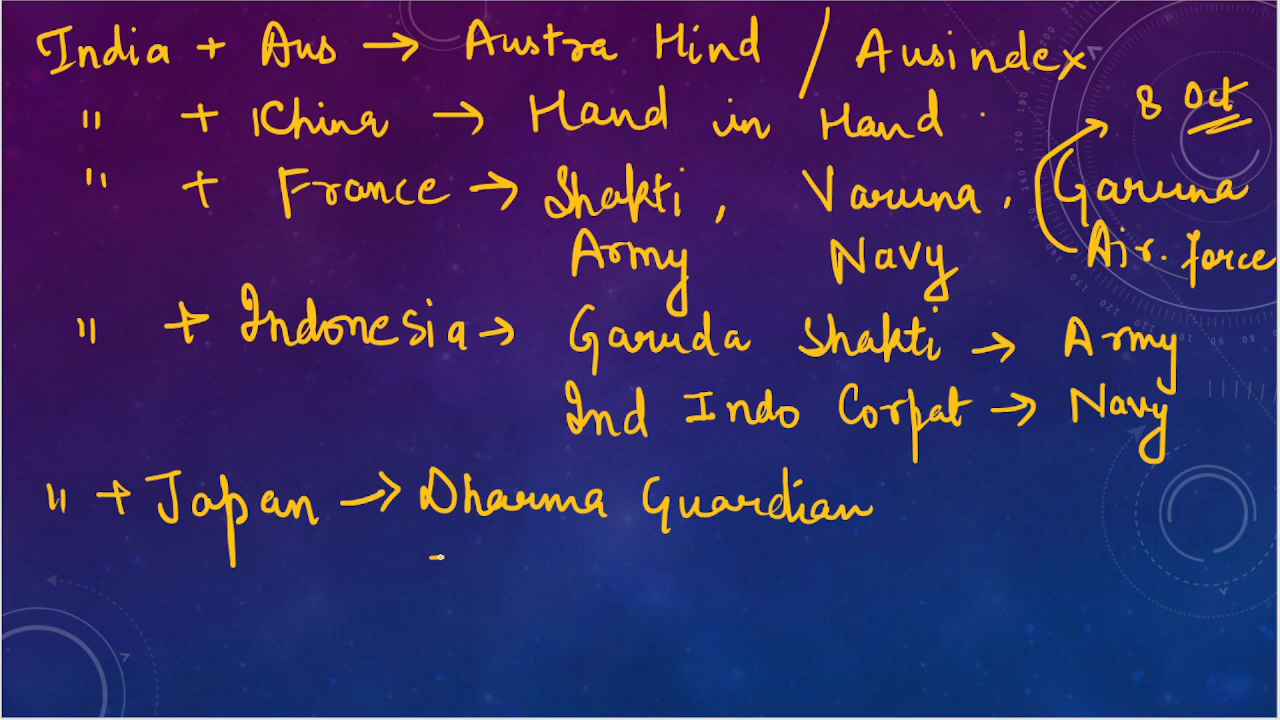 India + Aus → Austra Hind / Ausindex
" + China → Hand in Hand
8 Oct
" + France → Shakti, Varuna, Garuna
Army Navy Air. force
" + Indonesia → Garuda Shakti → Army
Ind Indo Corpat → Navy
" + Japan → Dharma Guardian